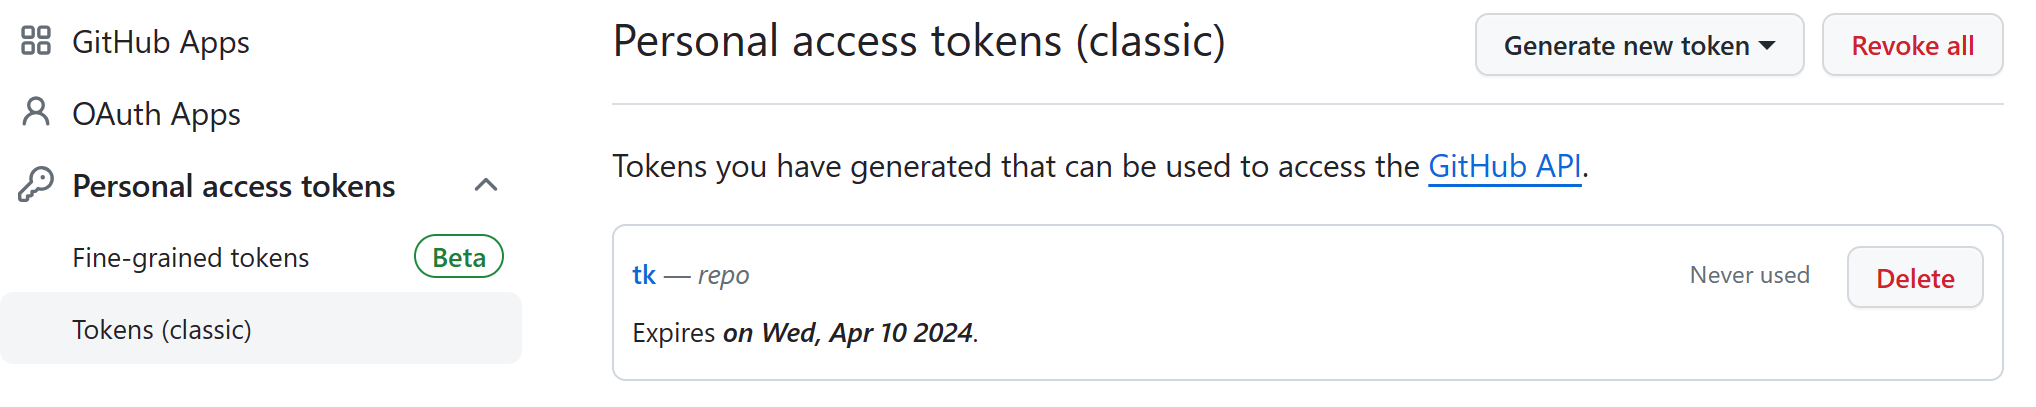 GitHub Apps
OAuth Apps
Personal access tokens
Fine-grained tokens Beta
Tokens (classic)
Personal access tokens (classic)
Generate new token
Revoke all
Tokens you have generated that can be used to access the GitHub API.
tk — repo
Never used
Delete
Expires on Wed, Apr 10 2024.